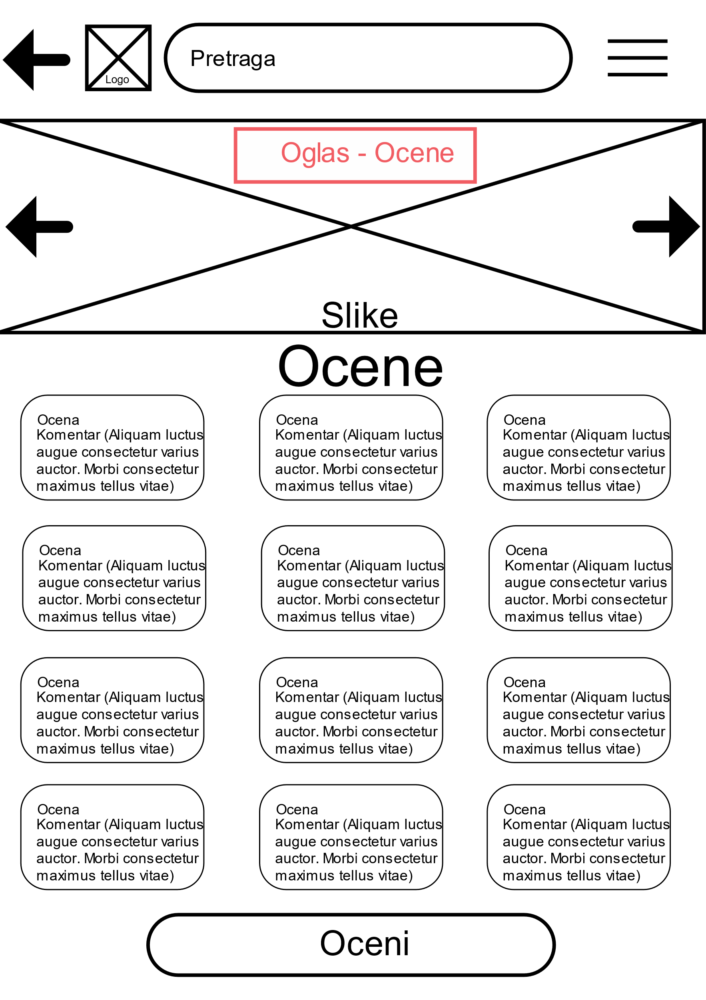 Pretraga
Logo
Oglas - Ocene
Slike
Ocene
Ocena
Komentar (Aliquam luctus
augue consectetur varius
auctor. Morbi consectetur
maximus tellus vitae)
Ocena
Komentar (Aliquam luctus
augue consectetur varius
auctor. Morbi consectetur
maximus tellus vitae)
Ocena
Komentar (Aliquam luctus
augue consectetur varius
auctor. Morbi consectetur
maximus tellus vitae)
Ocena
Komentar (Aliquam luctus
augue consectetur varius
auctor. Morbi consectetur
maximus tellus vitae)
Ocena
Komentar (Aliquam luctus
augue consectetur varius
auctor. Morbi consectetur
maximus tellus vitae)
Ocena
Komentar (Aliquam luctus
augue consectetur varius
auctor. Morbi consectetur
maximus tellus vitae)
Ocena
Komentar (Aliquam luctus
augue consectetur varius
auctor. Morbi consectetur
maximus tellus vitae)
Ocena
Komentar (Aliquam luctus
augue consectetur varius
auctor. Morbi consectetur
maximus tellus vitae)
Ocena
Komentar (Aliquam luctus
augue consectetur varius
auctor. Morbi consectetur
maximus tellus vitae)
Ocena
Komentar (Aliquam luctus
augue consectetur varius
auctor. Morbi consectetur
maximus tellus vitae)
Ocena
Komentar (Aliquam luctus
augue consectetur varius
auctor. Morbi consectetur
maximus tellus vitae)
Ocena
Komentar (Aliquam luctus
augue consectetur varius
auctor. Morbi consectetur
maximus tellus vitae)
Oceni